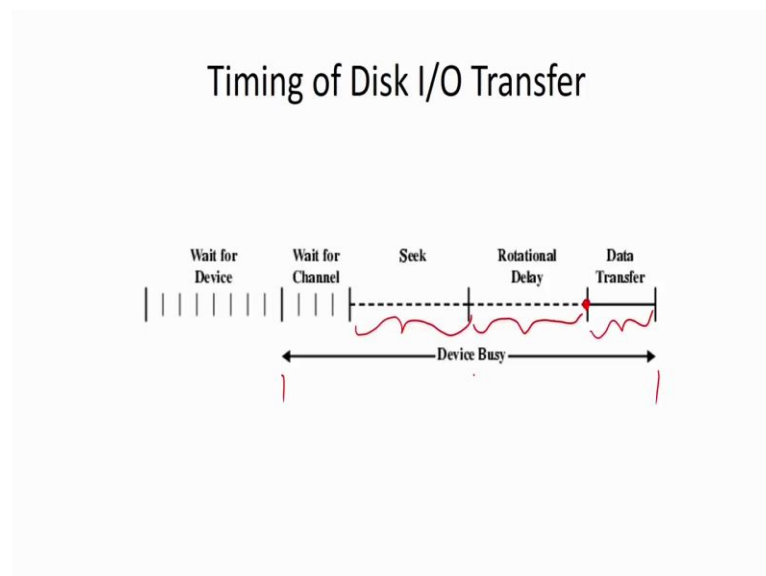 Timing of Disk I/O Transfer
Wait for Device
Wait for Channel
Seek
Rotational Delay
Data Transfer
Device Busy